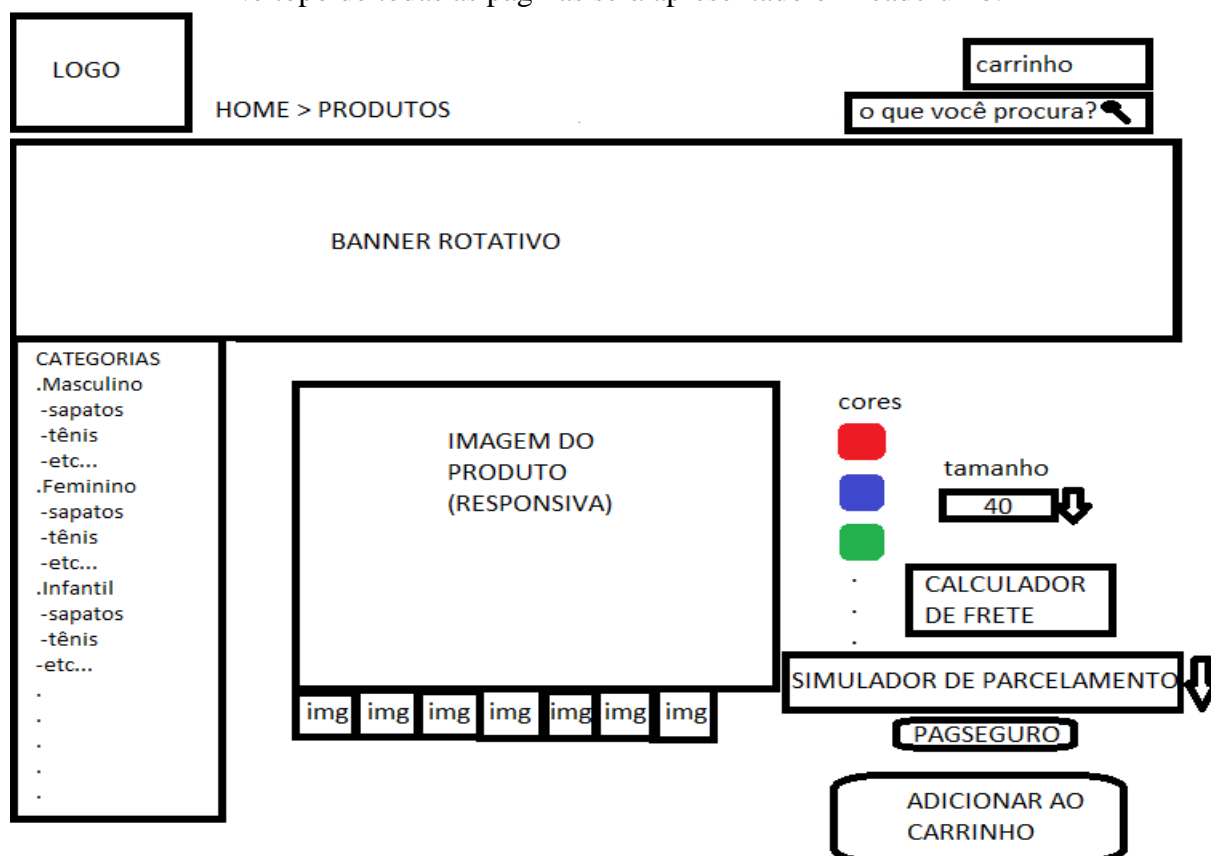 LOGO
carrinho
HOME > PRODUTOS
o que você procura?
BANNER ROTATIVO
CATEGORIAS
.Masculino
-sapatos
-tênis
-etc...
.Feminino
-sapatos
-tênis
-etc...
.Infantil
-sapatos
-tênis
-etc...
.
.
.
.
.
IMAGEM DO
PRODUTO
(RESPONSIVA)
img img img img img img img
cores
tamanho
40
.
.
.
CALCULADOR
DE FRETE
SIMULADOR DE PARCELAMENTO
PAGSEGURO
ADICIONAR AO
CARRINHO